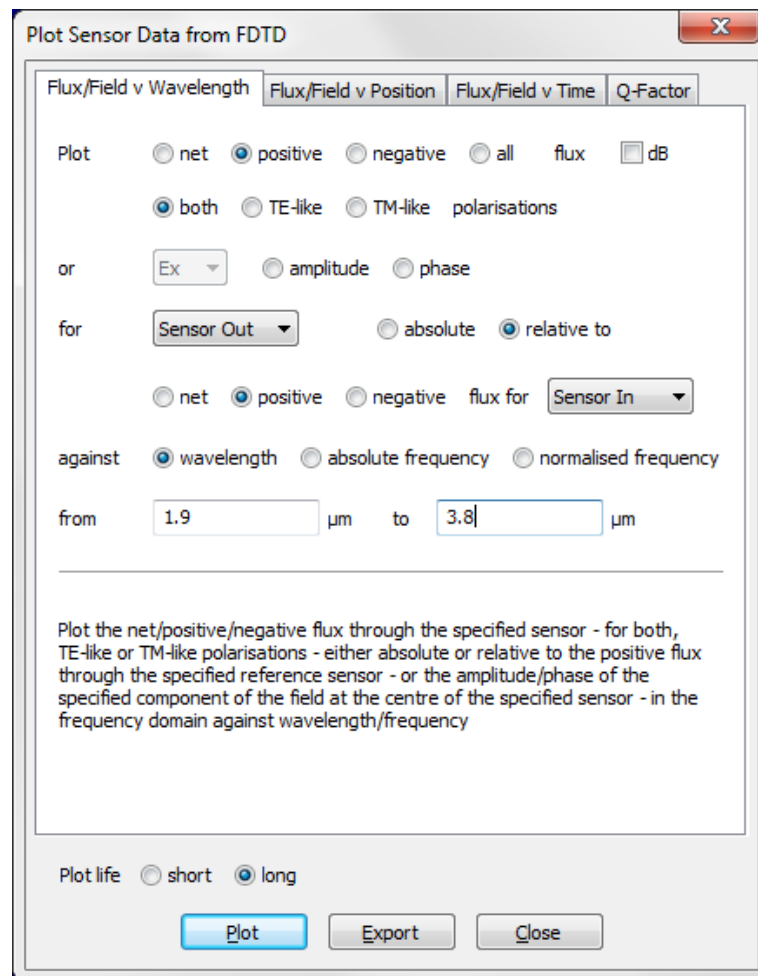 Plot Sensor Data from FDTD
Flux/Field v Wavelength Flux/Field v Position Flux/Field v Time Q-Factor
Plot net positive negative all flux dB
both TE-like TM-like polarisations
or Ex amplitude phase
for Sensor Out absolute relative to
net positive negative flux for Sensor In
against wavelength absolute frequency normalised frequency
from 1.9 µm to 3.8 µm
Plot the net/positive/negative flux through the specified sensor - for both,
TE-like or TM-like polarisations - either absolute or relative to the positive flux
through the specified reference sensor - or the amplitude/phase of the
specified component of the field at the centre of the specified sensor - in the
frequency domain against wavelength/frequency
Plot life short long
Plot Export Close